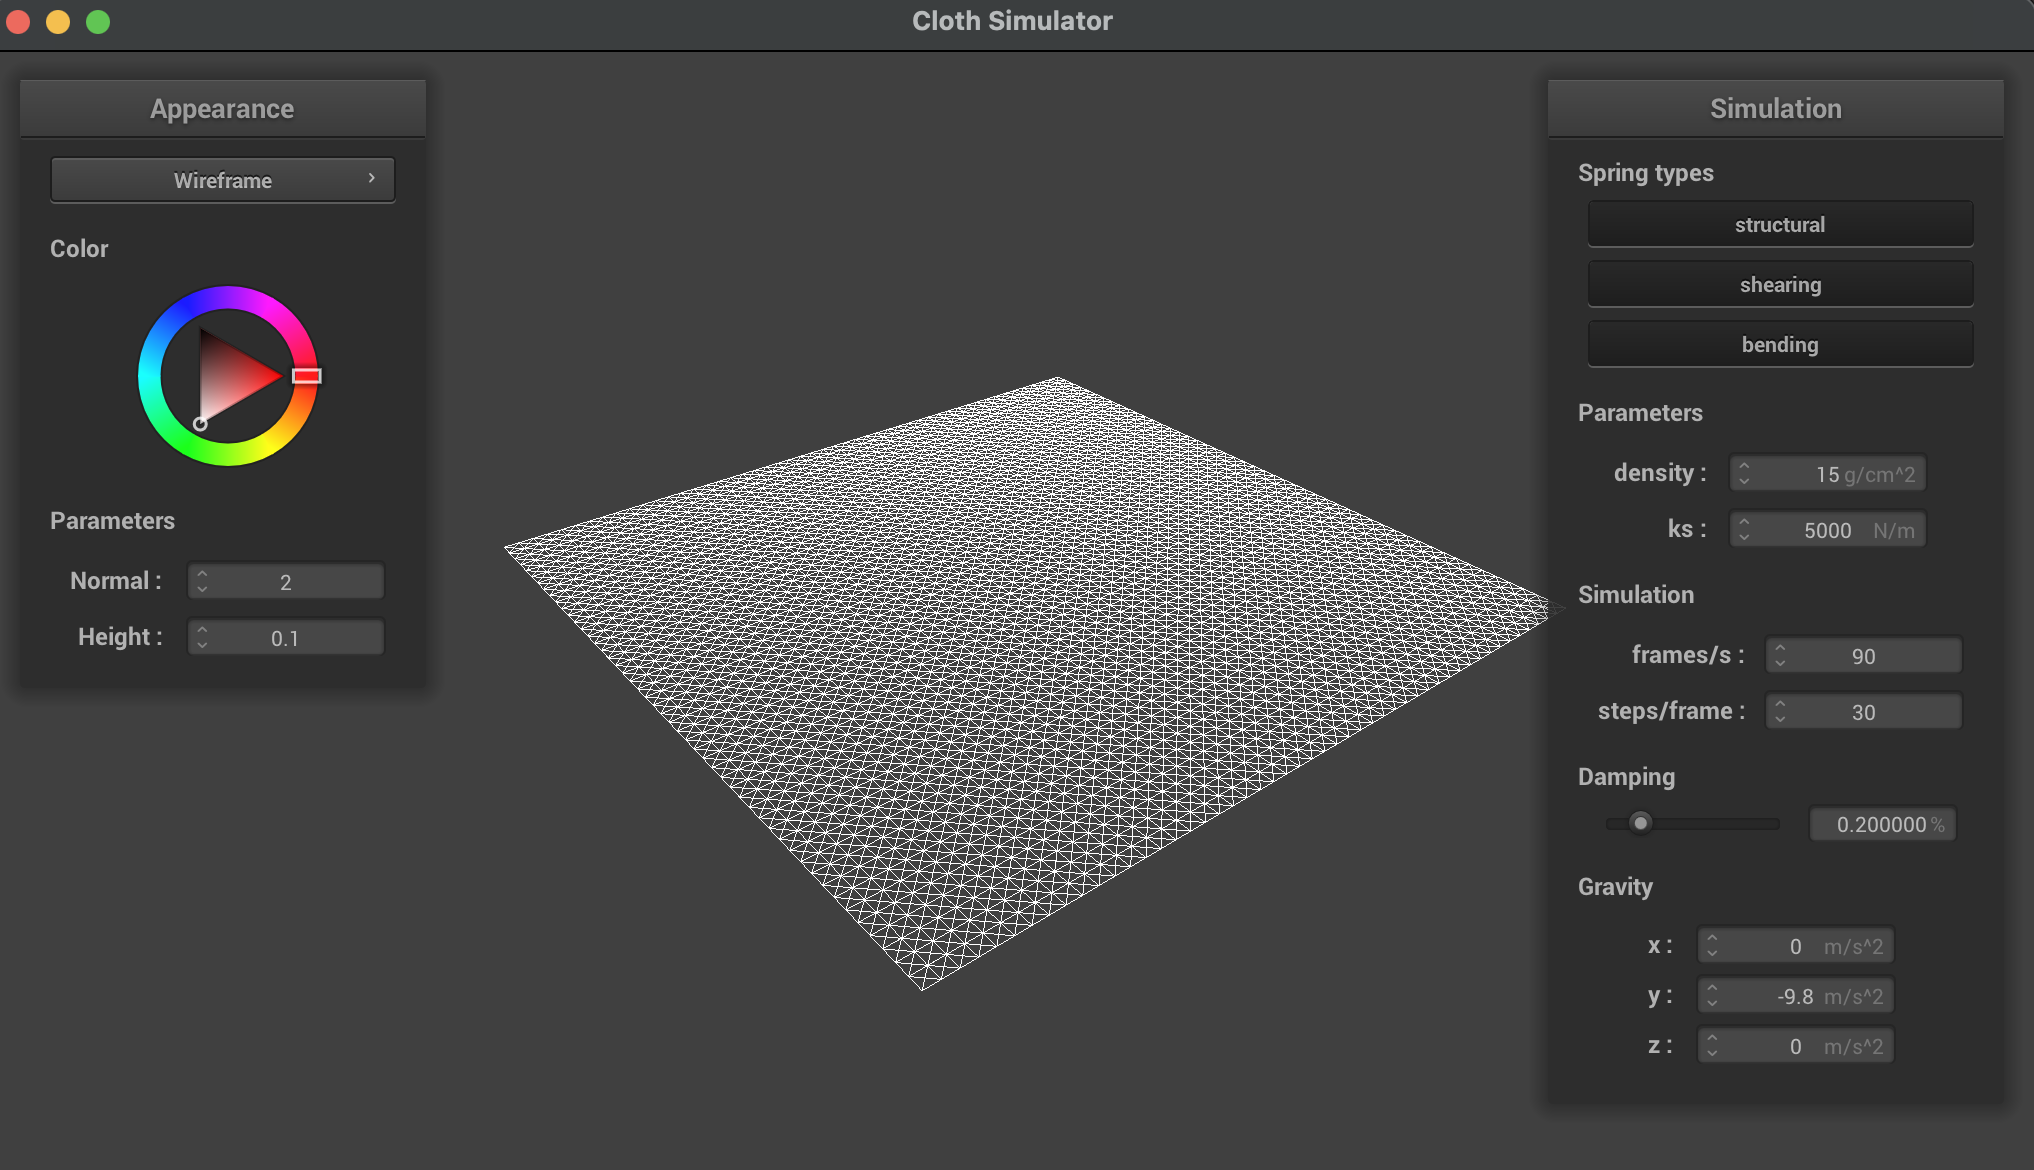 Cloth Simulator
Appearance
Wireframe
Color
Parameters
Normal : 2
Height : 0.1
Simulation
Spring types
structural
shearing
bending
Parameters
density : 15 g/cm^2
ks : 5000 N/m
Simulation
frames/s : 90
steps/frame : 30
Damping
0.200000 %
Gravity
x : 0 m/s^2
y : -9.8 m/s^2
z : 0 m/s^2